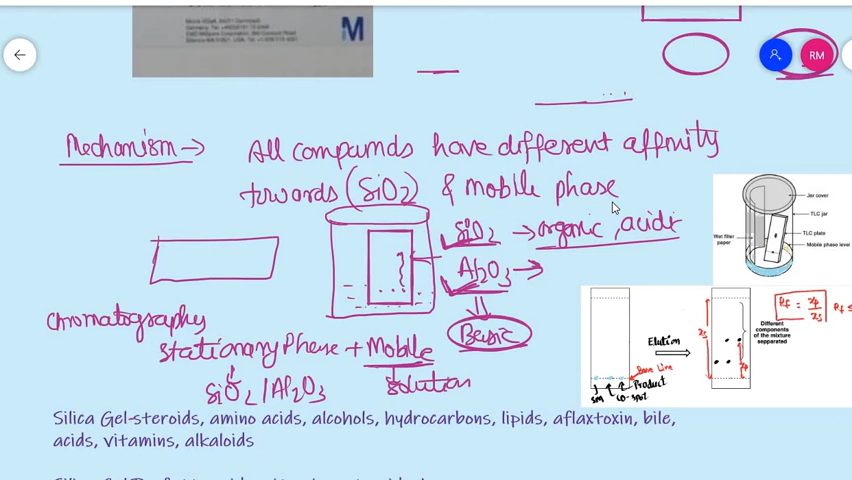 M
RM
Mechanism → All compounds have different affinity
towards (SiO2) & mobile phase
SiO2 → organic, acidic
Al2O3 →
Basic
chromatography
stationary Phase + Mobile
SiO2 / Al2O3
solution
Jar cover
TLC jar
Wet filter
paper
TLC plate
Mobile phase level
Elution
Base Line
Product
co-spot
SM
Rf =
Different
components
of the mixture
sepparated
Silica Gel-steroids, amino acids, alcohols, hydrocarbons, lipids, aflaxtoxin, bile,
acids, vitamins, alkaloids